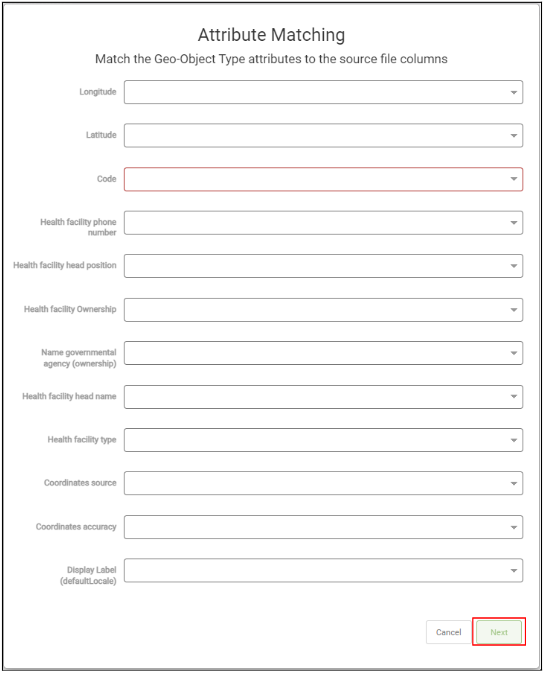 Attribute Matching
Match the Geo-Object Type attributes to the source file columns
Longitude
Latitude
Code
Health facility phone
number
Health facility head position
Health facility Ownership
Name governmental
agency (ownership)
Health facility head name
Health facility type
Coordinates source
Coordinates accuracy
Display Label
(defaultLocale)
Cancel Next